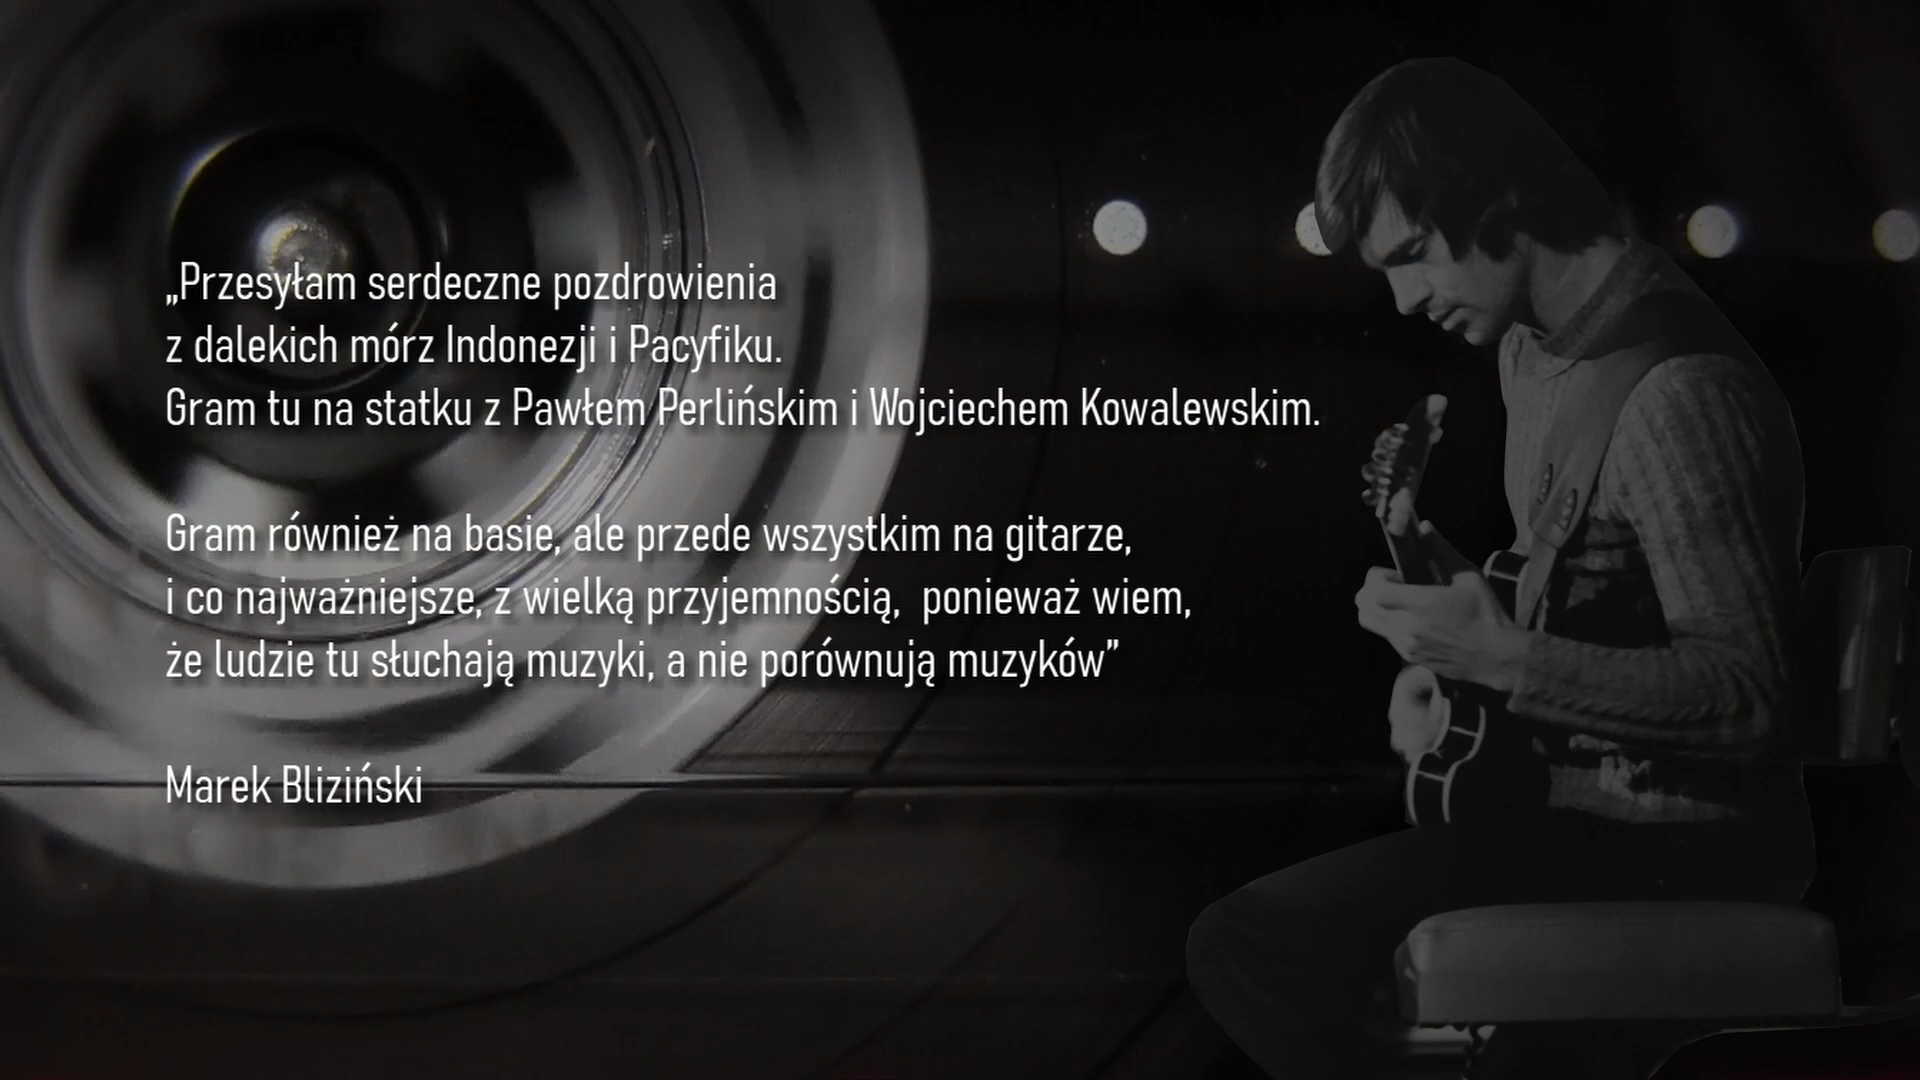 „Przesyłam serdeczne pozdrowienia
z dalekich mórz Indonezji i Pacyfiku.
Gram tu na statku z Pawłem Perlińskim i Wojciechem Kowalewskim.
Gram również na basie, ale przede wszystkim na gitarze,
i co najważniejsze, z wielką przyjemnością,  ponieważ wiem,
że ludzie tu słuchają muzyki, a nie porównują muzyków”
Marek Bliziński